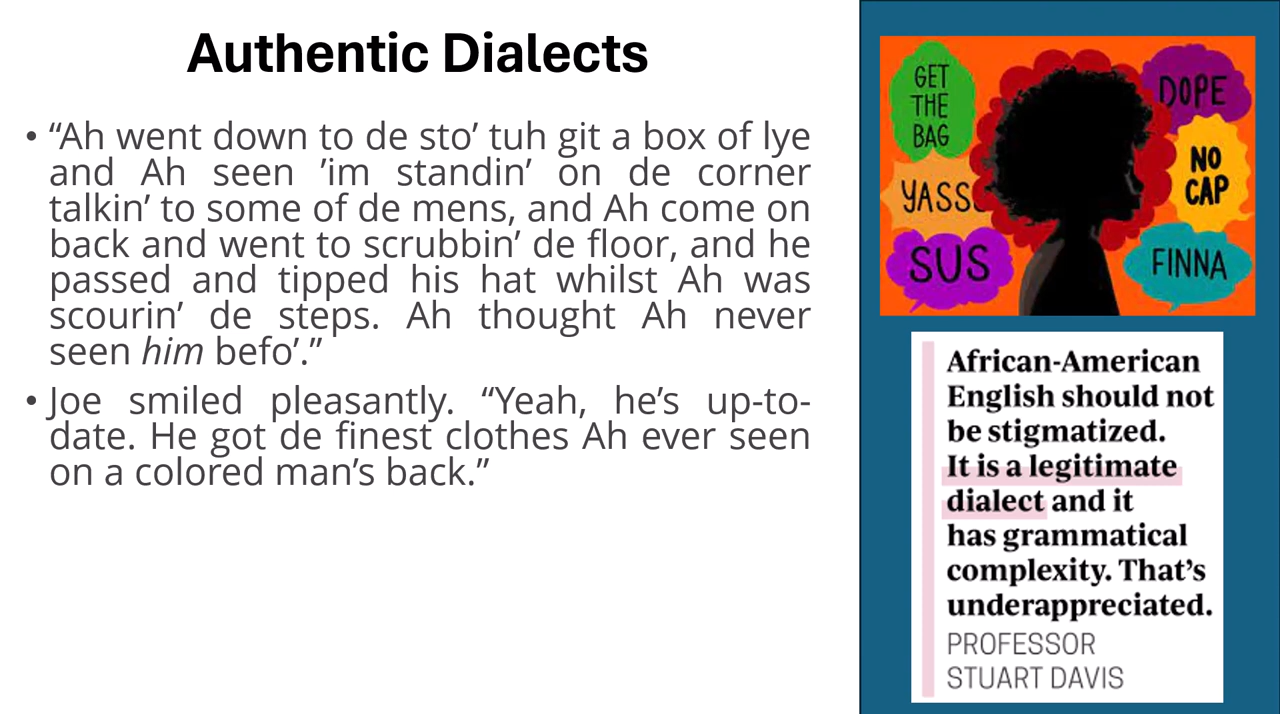 Authentic Dialects
• “Ah went down to de sto’ tuh git a box of lye
and Ah seen ’im standin’ on de corner
talkin’ to some of de mens, and Ah come on
back and went to scrubbin’ de floor, and he
passed and tipped his hat whilst Ah was
scourin’ de steps. Ah thought Ah never
seen him befo’.”
• Joe smiled pleasantly. “Yeah, he’s up-to-
date. He got de finest clothes Ah ever seen
on a colored man’s back.”
GET
THE
BAG
YASSS
SUS
DOPE
NO
CAP
FINNA
African-American
English should not
be stigmatized.
It is a legitimate
dialect and it
has grammatical
complexity. That’s
underappreciated.
PROFESSOR
STUART DAVIS